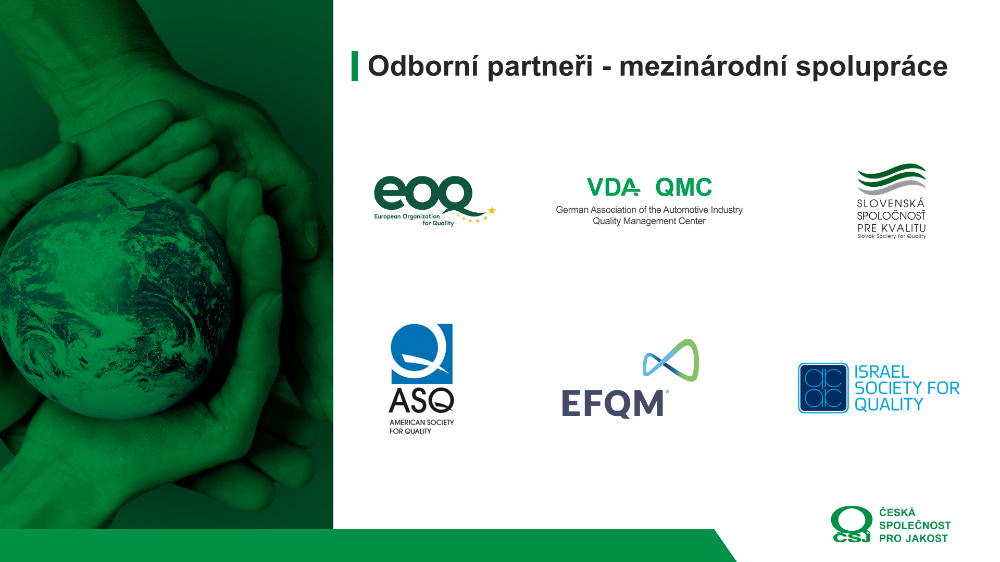 Odborní partneři - mezinárodní spolupráce
eoq
European Organization
for Quality
VDA QMC
German Association of the Automotive Industry
Quality Management Center
SLOVENSKÁ
SPOLOČNOSŤ
PRE KVALITU
Slovak Society for Quality
ASQ
AMERICAN SOCIETY
FOR QUALITY
EFQM®
ISRAEL
SOCIETY FOR
QUALITY
ČSJ
ČESKÁ
SPOLEČNOST
PRO JAKOST